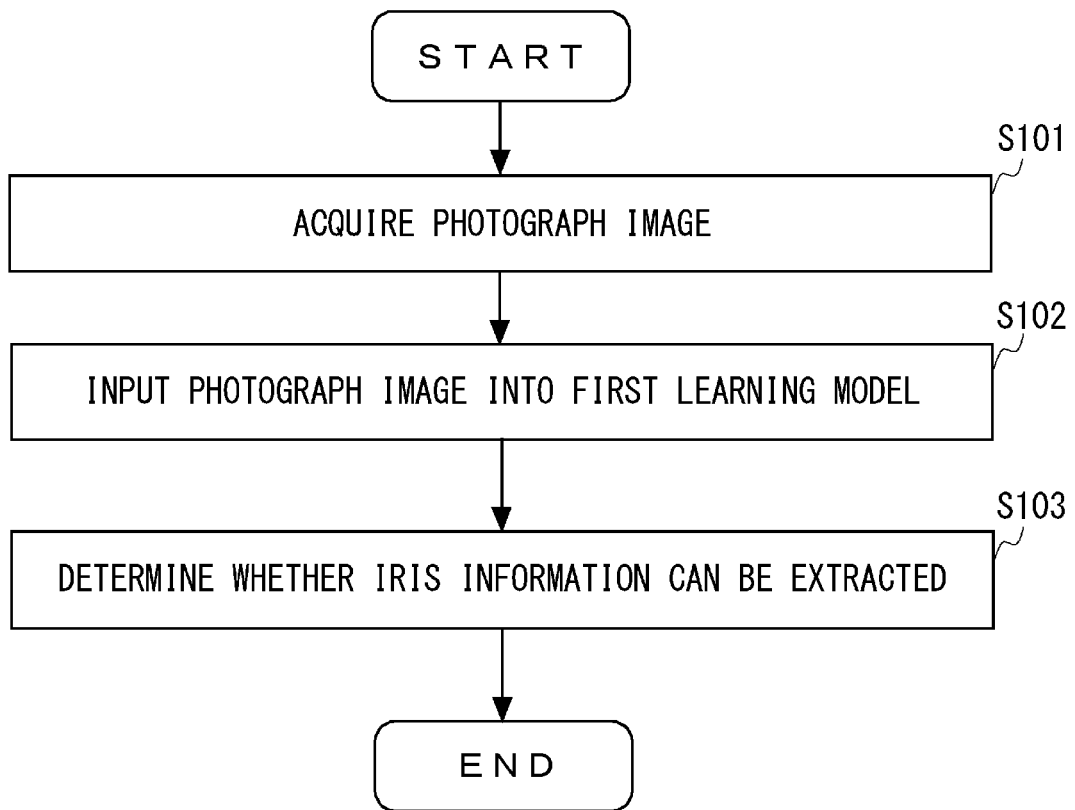 START
S101
ACQUIRE PHOTOGRAPH IMAGE
S102
INPUT PHOTOGRAPH IMAGE INTO FIRST LEARNING MODEL
S103
DETERMINE WHETHER IRIS INFORMATION CAN BE EXTRACTED
END